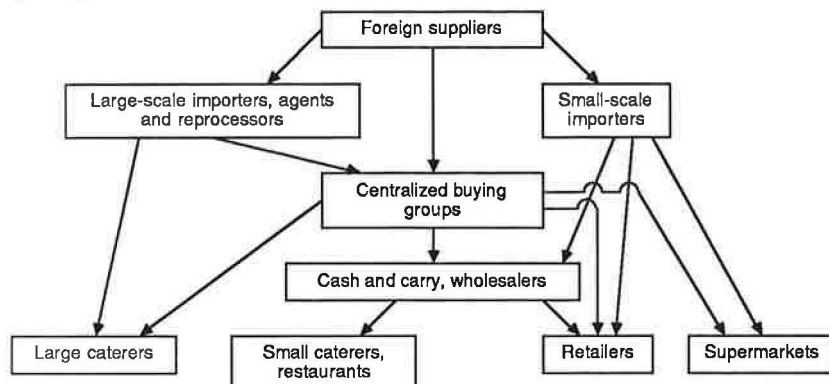 Foreign suppliers
Large-scale importers, agents
and reprocessors
Small-scale
importers
Centralized buying
groups
Cash and carry, wholesalers
Large caterers
Small caterers,
restaurants
Retailers
Supermarkets